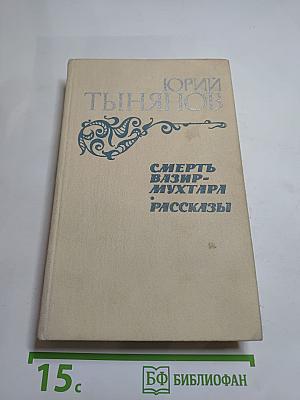 ЮРИЙ
ТЫНЯНОВ
СМЕРТЬ
ВАЗИР-
МУХТАРА
•
РАССКАЗЫ
15с
БФ БИБЛИОФАН